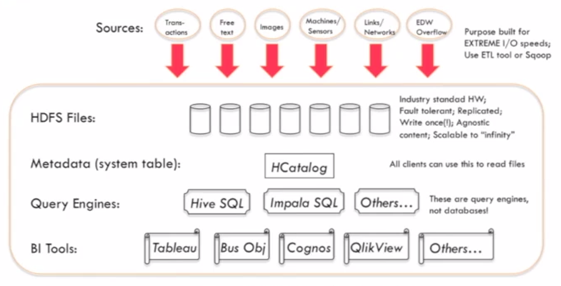 Sources:
Trans-
actions
Free
text
Images
Machines/
Sensors
Links/
Networks
EDW
Overflow
Purpose built for
EXTREME I/O speeds;
Use ETL tool or Sqoop
HDFS Files:
Industry standad HW;
Fault tolerant; Replicated;
Write once(!); Agnostic
content; Scalable to "infinity"
Metadata (system table):
HCatalog
All clients can use this to read files
Query Engines:
Hive SQL
Impala SQL
Others...
These are query engines,
not databases!
BI Tools:
Tableau
Bus Obj
Cognos
QlikView
Others...